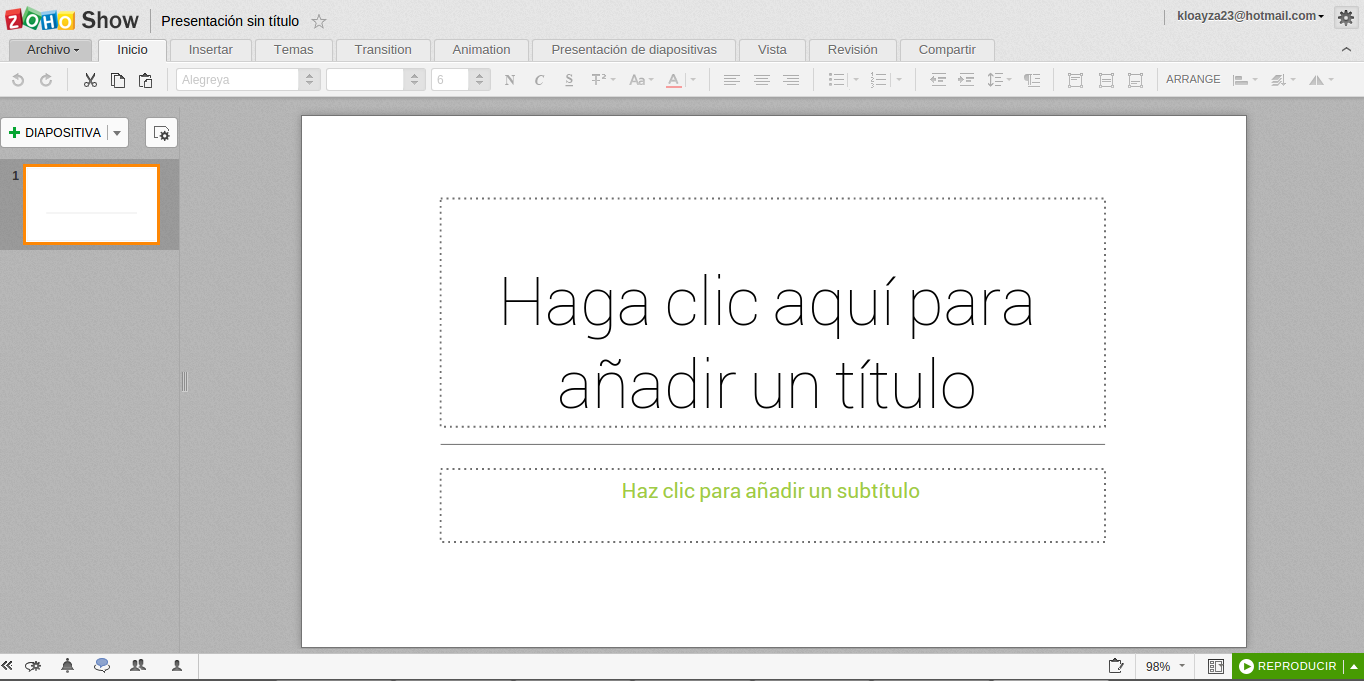 ZOHO Show
Presentación sin título
kloayza23@hotmail.com
Archivo
Inicio
Insertar
Temas
Transition
Animation
Presentación de diapositivas
Vista
Revisión
Compartir
Alegreya
6
N
C
S
T²
Aa
A
ARRANGE
DIAPOSITIVA
1
Haga clic aquí para
añadir un título
Haz clic para añadir un subtítulo
98%
REPRODUCIR